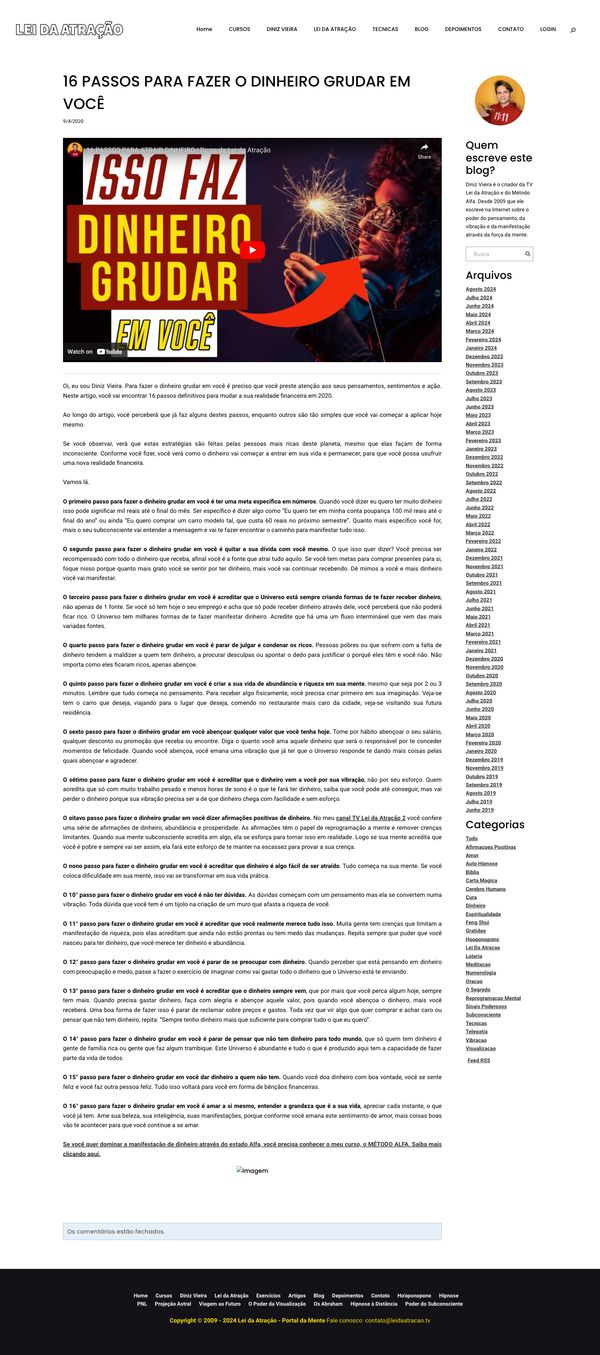 LEI DA ATRAÇÃO
Home CURSOS DINIZ VIEIRA LEI DA ATRAÇÃO TECNICAS BLOG DEPOIMENTOS CONTATO LOGIN
16 PASSOS PARA FAZER O DINHEIRO GRUDAR EM
VOCÊ
9/4/2020
16 PASSOS PARA ATRAIR DINHEIRO | Dicas da Lei da Atração
Share
ISSO FAZ
DINHEIRO
GRUDAR
EM VOCÊ
Watch on YouTube
Oi, eu sou Diniz Vieira. Para fazer o dinheiro grudar em você é preciso que você preste atenção aos seus pensamentos, sentimentos e ação.
Neste artigo, você vai encontrar 16 passos definitivos para mudar a sua realidade financeira em 2020.
Ao longo do artigo, você perceberá que já faz alguns destes passos, enquanto outros são tão simples que você vai começar a aplicar hoje
mesmo.
Se você observar, verá que estas estratégias são feitas pelas pessoas mais ricas deste planeta, mesmo que elas façam de forma
inconsciente. Conforme você fizer, você verá como o dinheiro vai começar a entrar em sua vida e permanecer, para que você possa usufruir
uma nova realidade financeira.
Vamos lá.
O primeiro passo para fazer o dinheiro grudar em você é ter uma meta específica em números. Quando você dizer eu quero ter muito dinheiro
isso pode significar mil reais até o final do mês. Ser específico é dizer algo como "Eu quero ter em minha conta poupança 100 mil reais até o
final do ano" ou ainda "Eu quero comprar um carro modelo tal, que custa 60 reais no próximo semestre". Quanto mais específico você for,
mais o seu subconsciente vai entender a mensagem e vai te fazer encontrar o caminho para manifestar tudo isso.
O segundo passo para fazer o dinheiro grudar em você é quitar a sua dívida com você mesmo. O que isso quer dizer? Você precisa ser
recompensado com todo o dinheiro que receba, afinal você é a fonte que atrai tudo aquilo. Se você tem metas para comprar presentes para si,
foque nisso porque quanto mais grato você se sentir por ter dinheiro, mais você vai continuar recebendo. Dê mimos a você e mais dinheiro
você vai manifestar.
O terceiro passo para fazer o dinheiro grudar em você é acreditar que o Universo está sempre criando formas de te fazer receber dinheiro,
não apenas de 1 fonte. Se você só tem hoje o seu emprego e acha que só pode receber dinheiro através dele, você perceberá que não poderá
ficar rico. O Universo tem milhares formas de te fazer manifestar dinheiro. Acredite que há uma um fluxo interminável que vem das mais
variadas fontes.
O quarto passo para fazer o dinheiro grudar em você é parar de julgar e condenar os ricos. Pessoas pobres ou que sofrem com a falta de
dinheiro tendem a maldizer a quem tem dinheiro, a procurar desculpas ou apontar o dedo para justificar o porquê eles têm e você não. Não
importa como eles ficaram ricos, apenas abençoe.
O quinto passo para fazer o dinheiro grudar em você é criar a sua vida de abundância e riqueza em sua mente, mesmo que seja por 2 ou 3
minutos. Lembre que tudo começa no pensamento. Para receber algo fisicamente, você precisa criar primeiro em sua imaginação. Veja-se
tem o carro que deseja, viajando para o lugar que deseja, comendo no restaurante mais caro da cidade, veja-se visitando sua futura
residência.
O sexto passo para fazer o dinheiro grudar em você abençoar qualquer valor que você tenha hoje. Tome por hábito abençoar o seu salário,
qualquer desconto ou promoção que receba ou encontre. Diga o quanto você ama aquele dinheiro que será o responsável por te conceder
momentos de felicidade. Quando você abençoa, você emana uma vibração que já ter que o Universo responde te dando mais coisas pelas
quais abençoar e agradecer.
O sétimo passo para fazer o dinheiro grudar em você é acreditar que o dinheiro vem a você por sua vibração, não por seu esforço. Quem
acredita que só com muito trabalho pesado e menos horas de sono é o que te fará ter dinheiro, saiba que você pode até conseguir, mas vai
perder o dinheiro porque sua vibração precisa ser a de que dinheiro chega com facilidade e sem esforço.
O oitavo passo para fazer o dinheiro grudar em você dizer afirmações positivas de dinheiro. No meu canal TV Lei da Atração 2 você confere
uma série de afirmações de dinheiro, abundância e prosperidade. As afirmações têm o papel de reprogramação a mente e remover crenças
limitantes. Quando sua mente subconsciente acredita em algo, ela se esforça para tornar isso em realidade. Logo se sua mente acredita que
você é pobre e sempre vai ser assim, ela fará este esforço de te manter na escassez para provar a sua crença.
O nono passo para fazer o dinheiro grudar em você é acreditar que dinheiro é algo fácil de ser atraído. Tudo começa na sua mente. Se você
coloca dificuldade em sua mente, isso vai se transformar em sua vida prática.
O 10° passo para fazer o dinheiro grudar em você é não ter dúvidas. As dúvidas começam com um pensamento mas ela se convertem numa
vibração. Toda dúvida que você tem é um tijolo na criação de um muro que afasta a riqueza de você.
O 11° passo para fazer o dinheiro grudar em você é acreditar que você realmente merece tudo isso. Muita gente tem crenças que limitam a
manifestação de riqueza, pois elas acreditam que ainda não estão prontas ou tem medo das mudanças. Repita sempre que puder que você
nasceu para ter dinheiro, que você merece ter dinheiro e abundância.
O 12° passo para fazer o dinheiro grudar em você é parar de se preocupar com dinheiro. Quando perceber que está pensando em dinheiro
com preocupação e medo, passe a fazer o exercício de imaginar como vai gastar todo o dinheiro que o Universo está te enviando.
O 13° passo para fazer o dinheiro grudar em você é acreditar que o dinheiro sempre vem, que por mais que você perca algum hoje, sempre
tem mais. Quando precisa gastar dinheiro, faça com alegria e abençoe aquele valor, pois quando você abençoa o dinheiro, mais você
receberá. Uma boa forma de fazer isso é parar de reclamar sobre preços e gastos. Toda vez que vir algo que quer comprar e achar caro ou
pensar que não tem dinheiro, repita: "Sempre tenho dinheiro mais que suficiente para comprar tudo o que eu quero".
O 14° passo para fazer o dinheiro grudar em você é parar de pensar que não tem dinheiro para todo mundo, que só quem tem dinheiro é
gente de família rica ou gente que faz algum trambique. Este Universo é abundante e tudo o que é produzido aqui tem a capacidade de fazer
parte da vida de todos.
O 15° passo para fazer o dinheiro grudar em você dar dinheiro a quem não tem. Quando você doa dinheiro com boa vontade, você se sente
feliz e você faz outra pessoa feliz. Tudo isso voltará para você em forma de bênçãos financeiras.
O 16° passo para fazer o dinheiro grudar em você é amar a si mesmo, entender a grandeza que é a sua vida, apreciar cada instante, o que
você já tem. Ame sua beleza, sua inteligência, suas manifestações, porque conforme você emana este sentimento de amor, mais coisas boas
vão te acontecer para que você continue a se amar.
Se você quer dominar a manifestação de dinheiro através do estado Alfa, você precisa conhecer o meu curso, o MÉTODO ALFA. Saiba mais
clicando aqui.
Imagem
Os comentários estão fechados.
11:11
Quem
escreve este
blog?
Diniz Vieira é o criador da TV
Lei da Atração e do Método
Alfa. Desde 2009 que ele
escreve na Internet sobre o
poder do pensamento, da
vibração e da manifestação
através da força da mente.
Busca
Arquivos
Agosto 2024
Julho 2024
Junho 2024
Maio 2024
Abril 2024
Março 2024
Fevereiro 2024
Janeiro 2024
Dezembro 2023
Novembro 2023
Outubro 2023
Setembro 2023
Agosto 2023
Julho 2023
Junho 2023
Maio 2023
Abril 2023
Março 2023
Fevereiro 2023
Janeiro 2023
Dezembro 2022
Novembro 2022
Outubro 2022
Setembro 2022
Agosto 2022
Julho 2022
Junho 2022
Maio 2022
Abril 2022
Março 2022
Fevereiro 2022
Janeiro 2022
Dezembro 2021
Novembro 2021
Outubro 2021
Setembro 2021
Agosto 2021
Julho 2021
Junho 2021
Maio 2021
Abril 2021
Março 2021
Fevereiro 2021
Janeiro 2021
Dezembro 2020
Novembro 2020
Outubro 2020
Setembro 2020
Agosto 2020
Julho 2020
Junho 2020
Maio 2020
Abril 2020
Março 2020
Fevereiro 2020
Janeiro 2020
Dezembro 2019
Novembro 2019
Outubro 2019
Setembro 2019
Agosto 2019
Julho 2019
Junho 2019
Categorias
Tudo
Afirmacoes Positivas
Amor
Auto Hipnose
Biblia
Carta Magica
Cerebro Humano
Cura
Dinheiro
Espiritualidade
Feng Shui
Gratidao
Hooponopono
Lei Da Atracao
Loteria
Meditacao
Numerologia
Oracao
O Segredo
Reprogramacao Mental
Sinais Poderosos
Subconsciente
Tecnicas
Telepatia
Vibracao
Visualizacao
Feed RSS
Home Cursos Diniz Vieira Lei da Atração Exercicios Artigos Blog Depoimentos Contato Ho'oponopono Hipnose
PNL Projeção Astral Viagem ao Futuro O Poder da Visualização Os Abraham Hipnose à Distância Poder do Subconsciente
Copyright © 2009 - 2024 Lei da Atração - Portal da Mente Fale conosco: contato@leidaatracao.tv